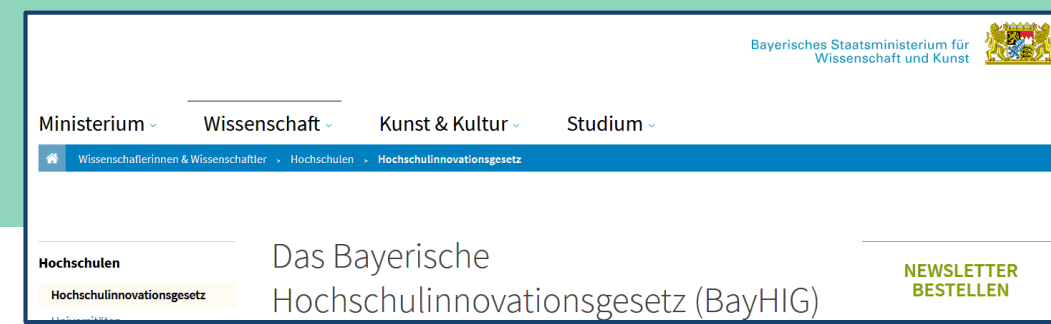 Bayerisches Staatsministerium für
Wissenschaft und Kunst
Ministerium
Wissenschaft
Kunst & Kultur
Studium
Wissenschaflerinnen & Wissenschaftler > Hochschulen > Hochschulinnovationsgesetz
Hochschulen
Hochschulinnovationsgesetz
Das Bayerische
Hochschulinnovationsgesetz (BayHIG)
NEWSLETTER
BESTELLEN